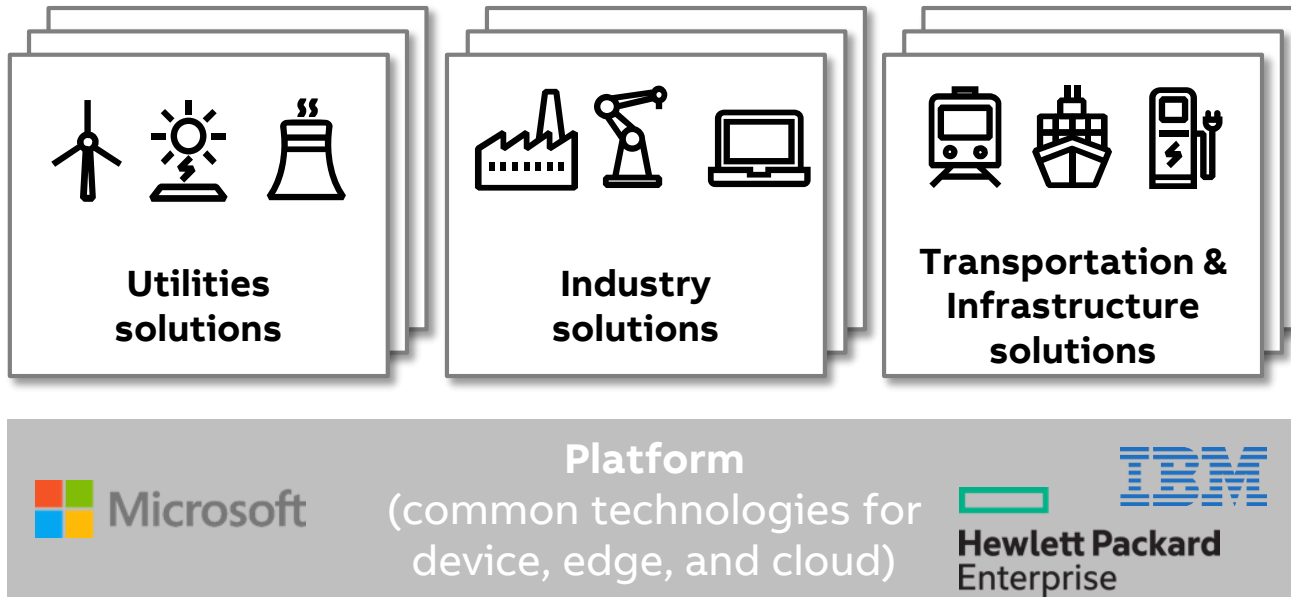 Utilities
solutions
Industry
solutions
Transportation &
Infrastructure
solutions
Microsoft
Platform
(common technologies for
device, edge, and cloud)
IBM
Hewlett Packard
Enterprise